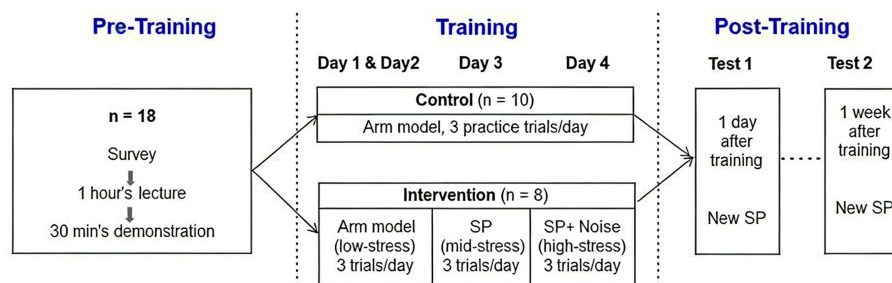 Pre-Training
Training
Post-Training
Day 1 & Day2
Day 3
Day 4
Test 1
Test 2
n = 18
Survey
1 hour's lecture
30 min's demonstration
Control (n = 10)
Arm model, 3 practice trials/day
Intervention (n = 8)
Arm model
(low-stress)
3 trials/day
SP
(mid-stress)
3 trials/day
SP+ Noise
(high-stress)
3 trials/day
1 day
after
training
New SP
1 week
after
training
New SP